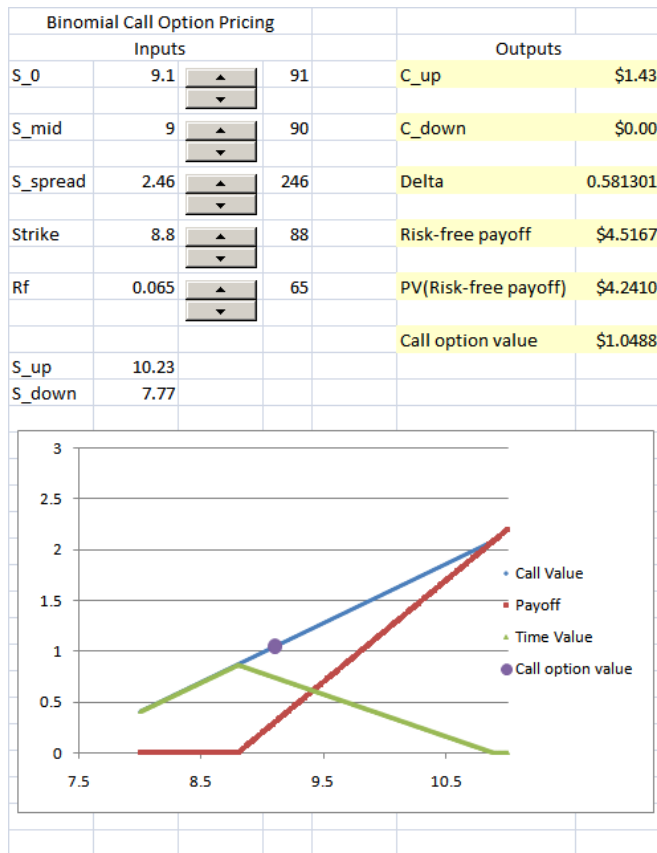 Binomial Call Option Pricing
Inputs Outputs
S_0 9.1 91 C_up $1.43
S_mid 9 90 C_down $0.00
S_spread 2.46 246 Delta 0.581301
Strike 8.8 88 Risk-free payoff $4.5167
Rf 0.065 65 PV(Risk-free payoff) $4.2410
Call option value $1.0488
S_up 10.23
S_down 7.77
3
2.5
2
1.5
1
0.5
0
7.5 8.5 9.5 10.5
Call Value
Payoff
Time Value
Call option value